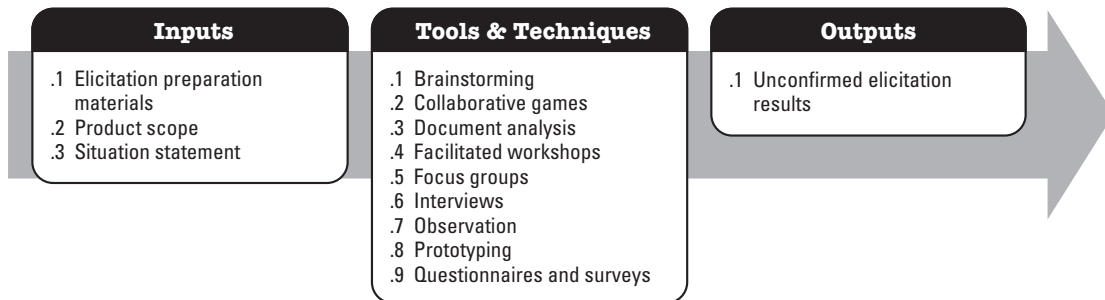 Inputs
.1 Elicitation preparation
materials
.2 Product scope
.3 Situation statement
Tools & Techniques
.1 Brainstorming
.2 Collaborative games
.3 Document analysis
.4 Facilitated workshops
.5 Focus groups
.6 Interviews
.7 Observation
.8 Prototyping
.9 Questionnaires and surveys
Outputs
.1 Unconfirmed elicitation
results